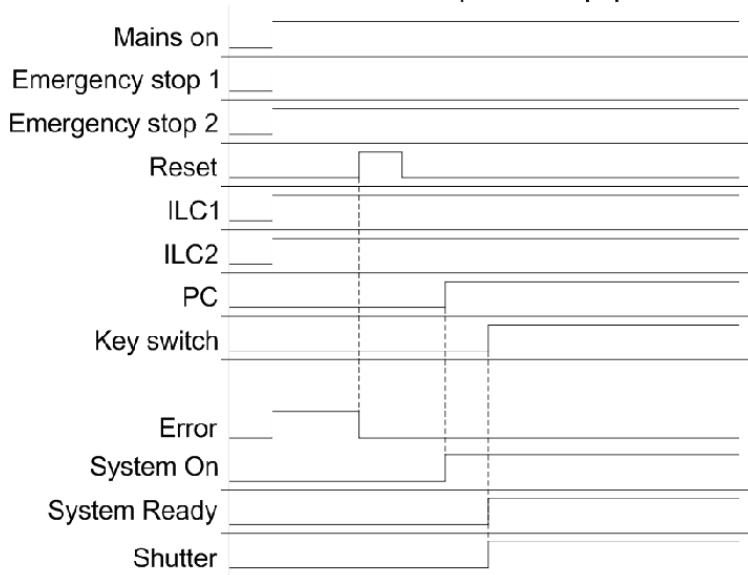 Mains on
Emergency stop 1
Emergency stop 2
Reset
ILC1
ILC2
PC
Key switch
Error
System On
System Ready
Shutter